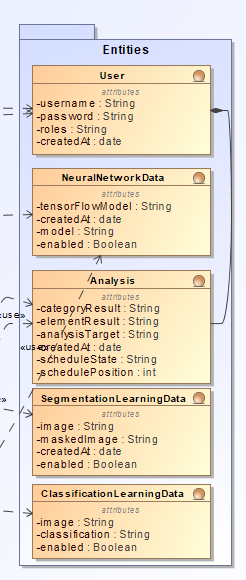 Entities
User
attributes
-username : String
-password : String
-roles : String
-createdAt : date
NeuralNetworkData
attributes
-tensorFlowModel : String
-createdAt : date
-model : String
-enabled : Boolean
Analysis
attributes
-categoryResult : String
-elementResult : String
-analysisTarget : String
-createdAt : date
-scheduleState : String
-schedulePosition : int
SegmentationLearningData
attributes
-image : String
-maskedImage : String
-createdAt : date
-enabled : Boolean
ClassificationLearningData
attributes
-image : String
-classification : String
-enabled : Boolean